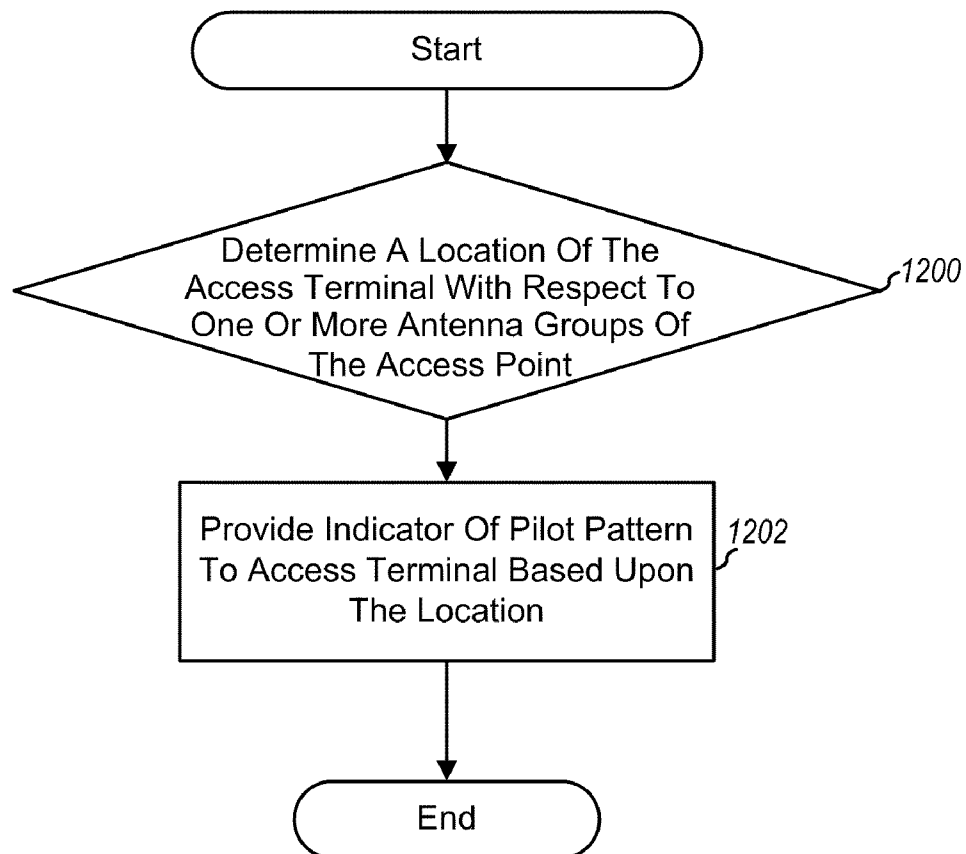 Start
Determine A Location Of The
Access Terminal With Respect To
One Or More Antenna Groups Of
The Access Point
1200
Provide Indicator Of Pilot Pattern
To Access Terminal Based Upon
The Location
1202
End